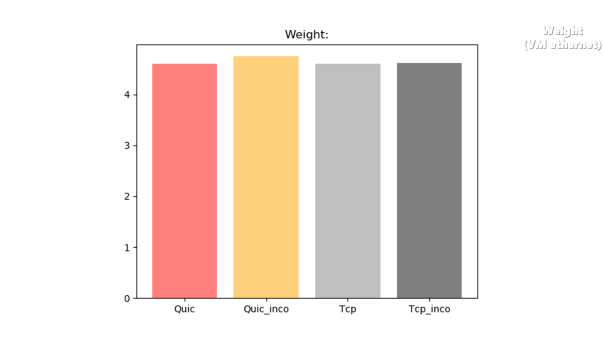 Weight:
Weight
(VM ethernet)
4
3
2
1
0
Quic
Quic_inco
Tcp
Tcp_inco